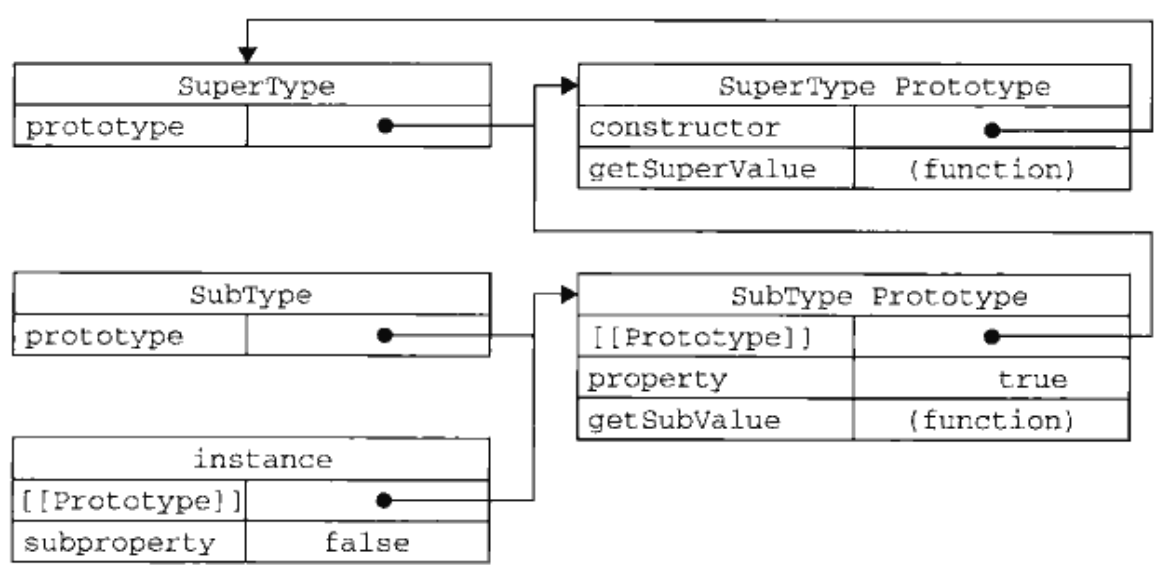 SuperType
prototype
SuperType Prototype
constructor
getSuperValue (function)
SubType
prototype
SubType Prototype
[[Prototype]]
property true
getSubValue (function)
instance
[[Prototype]]
subproperty false